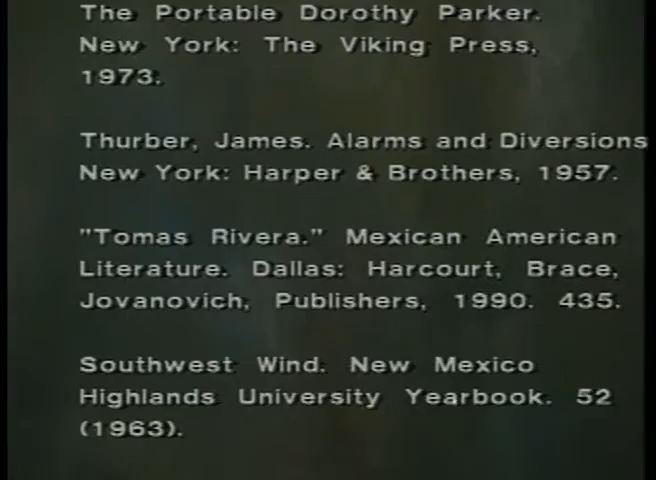 The Portable Dorothy Parker.
New York: The Viking Press,
1973.
Thurber, James. Alarms and Diversions
New York: Harper & Brothers, 1957.
"Tomas Rivera." Mexican American
Literature. Dallas: Harcourt, Brace,
Jovanovich, Publishers, 1990. 435.
Southwest Wind. New Mexico
Highlands University Yearbook. 52
(1963).